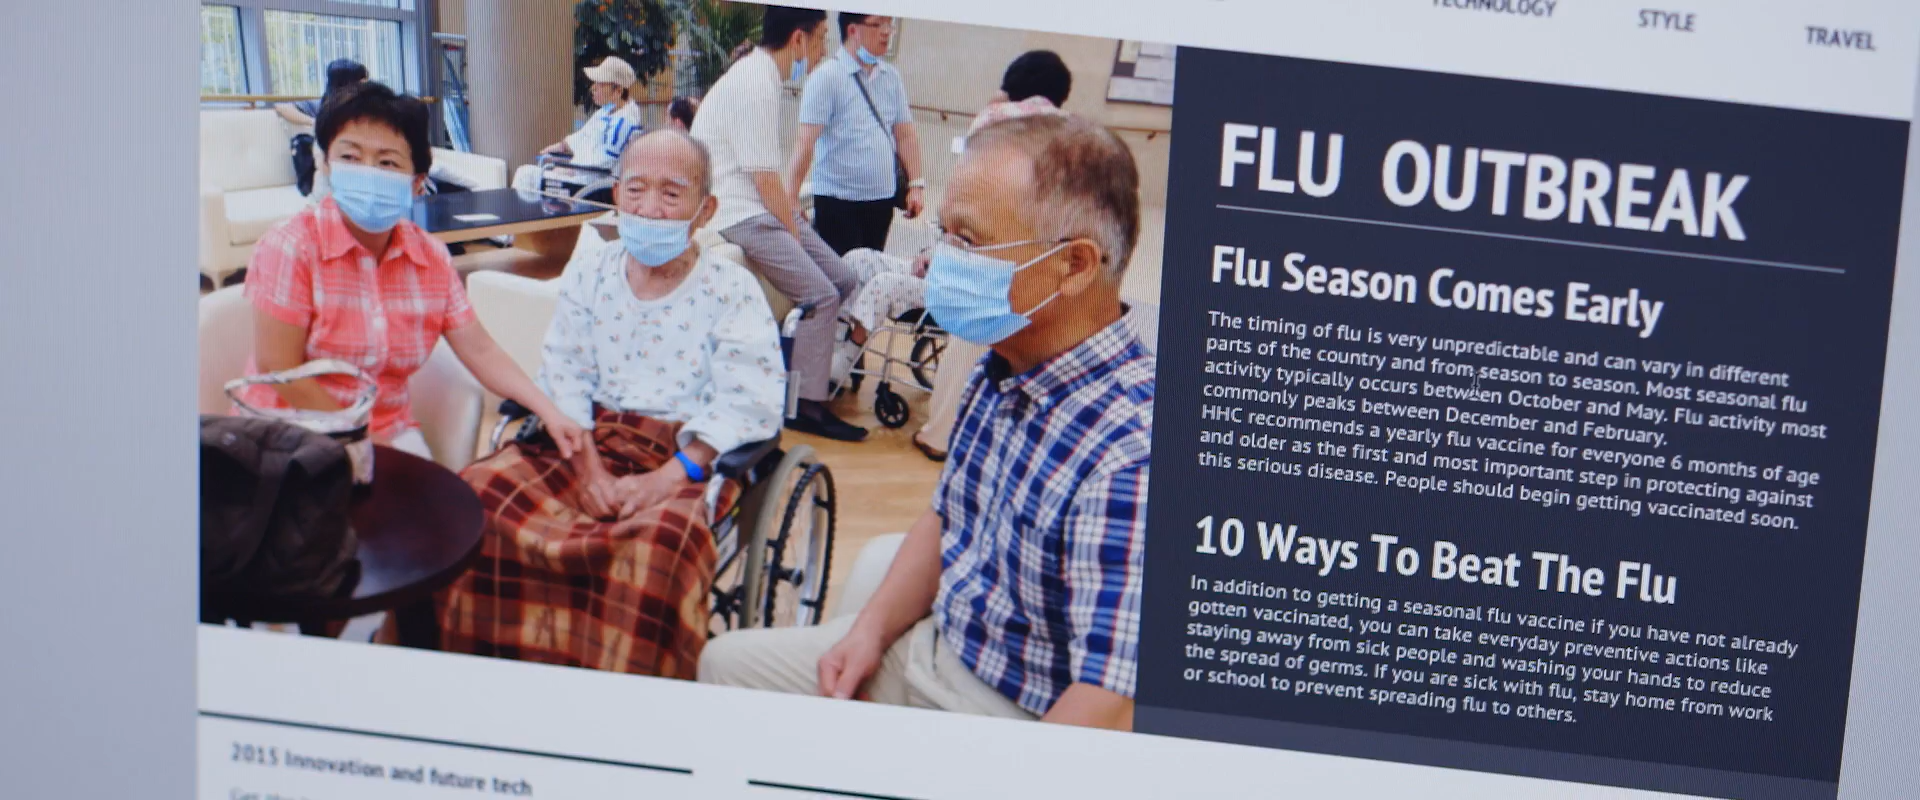 TECHNOLOGY
STYLE
TRAVEL
FLU OUTBREAK
Flu Season Comes Early
The timing of flu is very unpredictable and can vary in different
parts of the country and from season to season. Most seasonal flu
activity typically occurs between October and May. Flu activity most
commonly peaks between December and February.
HHC recommends a yearly flu vaccine for everyone 6 months of age
and older as the first and most important step in protecting against
this serious disease. People should begin getting vaccinated soon.
10 Ways To Beat The Flu
In addition to getting a seasonal flu vaccine if you have not already
gotten vaccinated, you can take everyday preventive actions like
staying away from sick people and washing your hands to reduce
the spread of germs. If you are sick with flu, stay home from work
or school to prevent spreading flu to others.
2015 Innovation and future tech